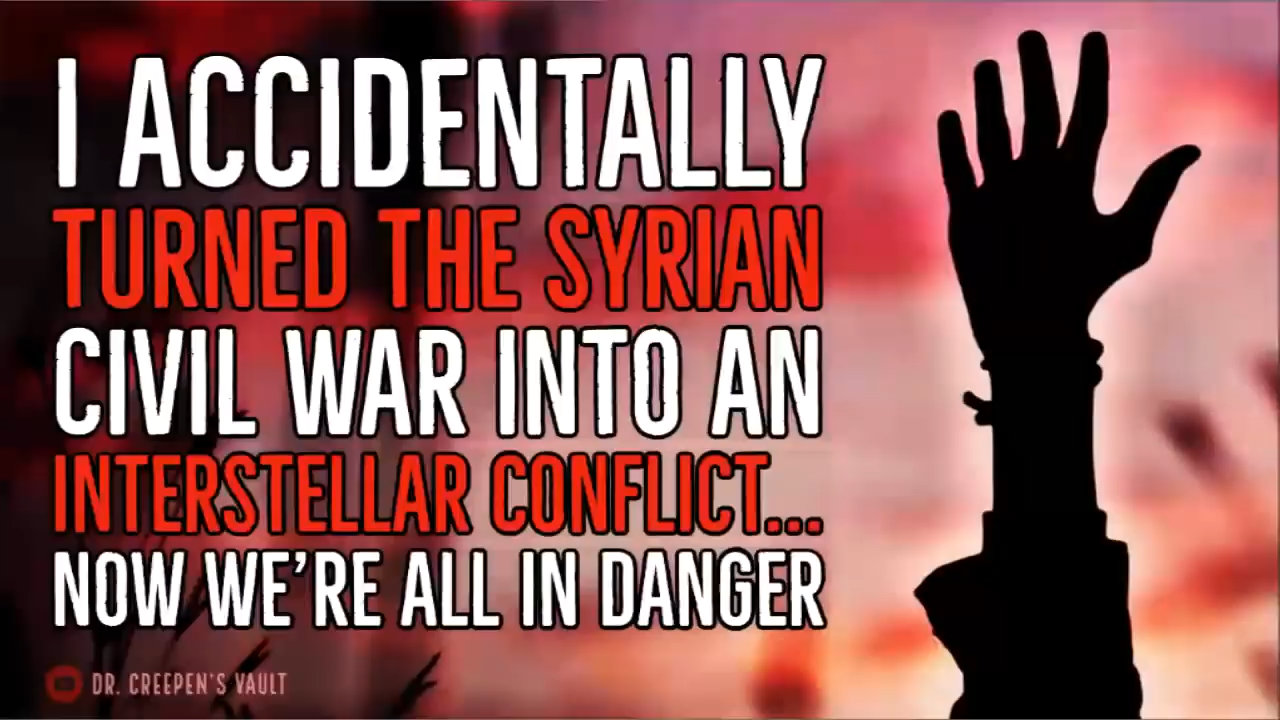 I ACCIDENTALLY
TURNED THE SYRIAN
CIVIL WAR INTO AN
INTERSTELLAR CONFLICT...
NOW WE'RE ALL IN DANGER
DR. CREEPEN'S VAULT